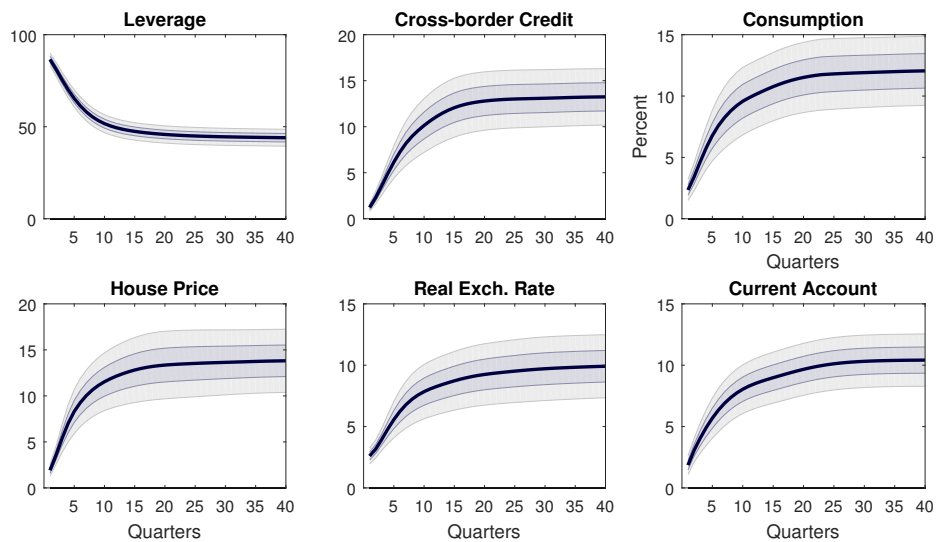 Leverage Cross-border Credit Consumption
100 20 15
15
10
50 10 Percent
5
5
0 0 0
5 10 15 20 25 30 35 40 5 10 15 20 25 30 35 40 5 10 15 20 25 30 35 40
Quarters
House Price Real Exch. Rate Current Account
20 15 15
15
10 10
10
5 5
5
0 0 0
5 10 15 20 25 30 35 40 5 10 15 20 25 30 35 40 5 10 15 20 25 30 35 40
Quarters Quarters Quarters